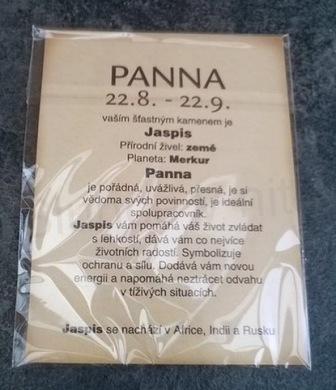 PANNA
22.8. - 22.9.
vaším šťastným kamenem je
Jaspis
Přírodní živel: země
Planeta: Merkur
Panna
je pořádná, uvážlivá, přesná, je si
vědoma svých povinností, je ideální
spolupracovník.
Jaspis vám pomáhá váš život zvládat
s lehkostí, dává vám co nejvíce
životních radostí. Symbolizuje
ochranu a sílu. Dodává vám novou
energii a napomáhá neztrácet odvahu
v tíživých situacích.
Jaspis se nachází v Africe, Indii a Rusku